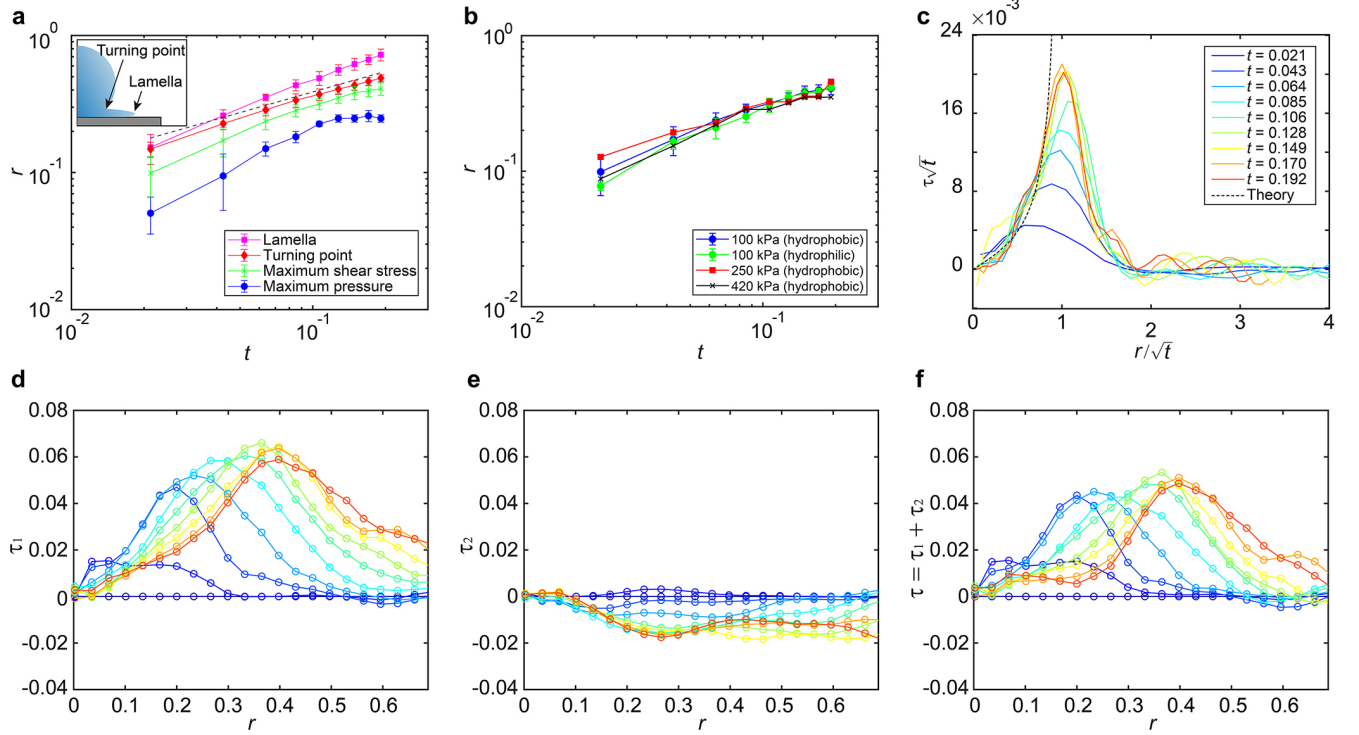 a
10⁰
10⁻¹
10⁻²
r
Turning point
Lamella
Lamella
Turning point
Maximum shear stress
Maximum pressure
10⁻²
10⁻¹
t
b
10⁰
10⁻¹
10⁻²
r
100 kPa (hydrophobic)
100 kPa (hydrophilic)
250 kPa (hydrophobic)
420 kPa (hydrophobic)
10⁻²
10⁻¹
t
c
×10⁻³
24
16
8
0
τ√t
t = 0.021
t = 0.043
t = 0.064
t = 0.085
t = 0.106
t = 0.128
t = 0.149
t = 0.170
t = 0.192
Theory
0 1 2 3 4
r/√t
d
0.08
0.06
0.04
0.02
0
-0.02
-0.04
τ₁
0 0.1 0.2 0.3 0.4 0.5 0.6
r
e
0.08
0.06
0.04
0.02
0
-0.02
-0.04
τ₂
0 0.1 0.2 0.3 0.4 0.5 0.6
r
f
0.08
0.06
0.04
0.02
0
-0.02
-0.04
τ = τ₁ + τ₂
0 0.1 0.2 0.3 0.4 0.5 0.6
r